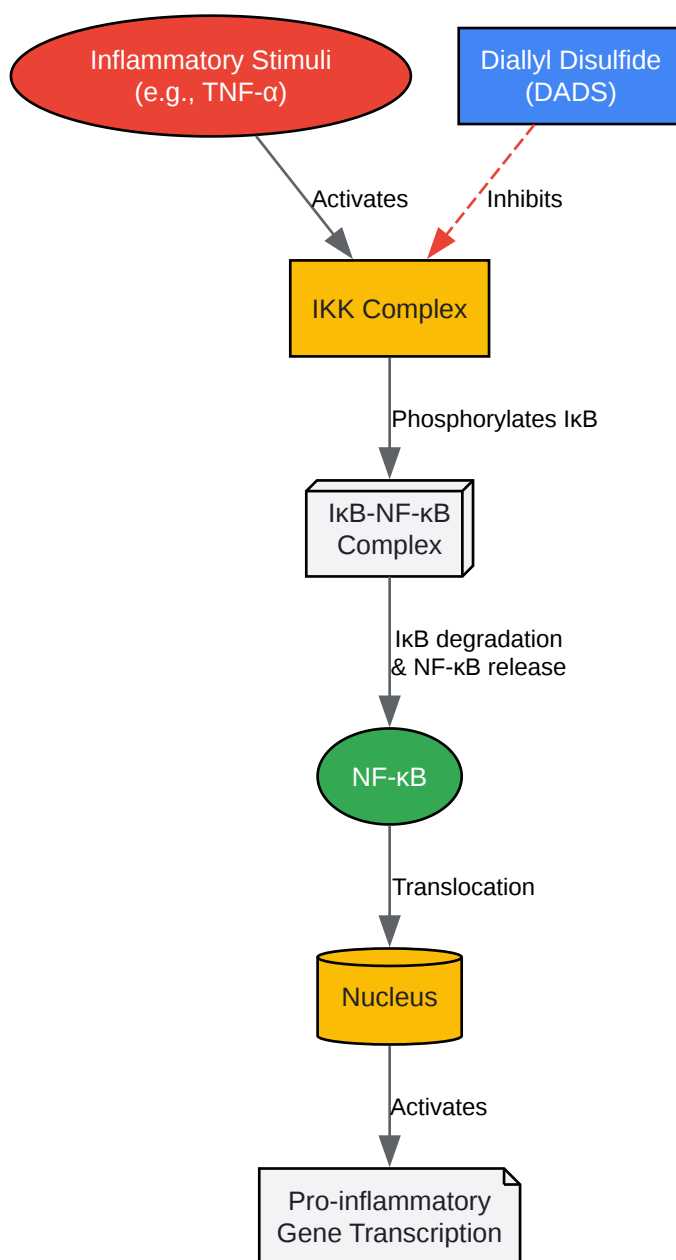 Inflammatory Stimuli
(e.g., TNF-α)
Diallyl Disulfide
(DADS)
Activates
Inhibits
IKK Complex
Phosphorylates IκB
IκB-NF-κB
Complex
IκB degradation
& NF-κB release
NF-κB
Translocation
Nucleus
Activates
Pro-inflammatory
Gene Transcription